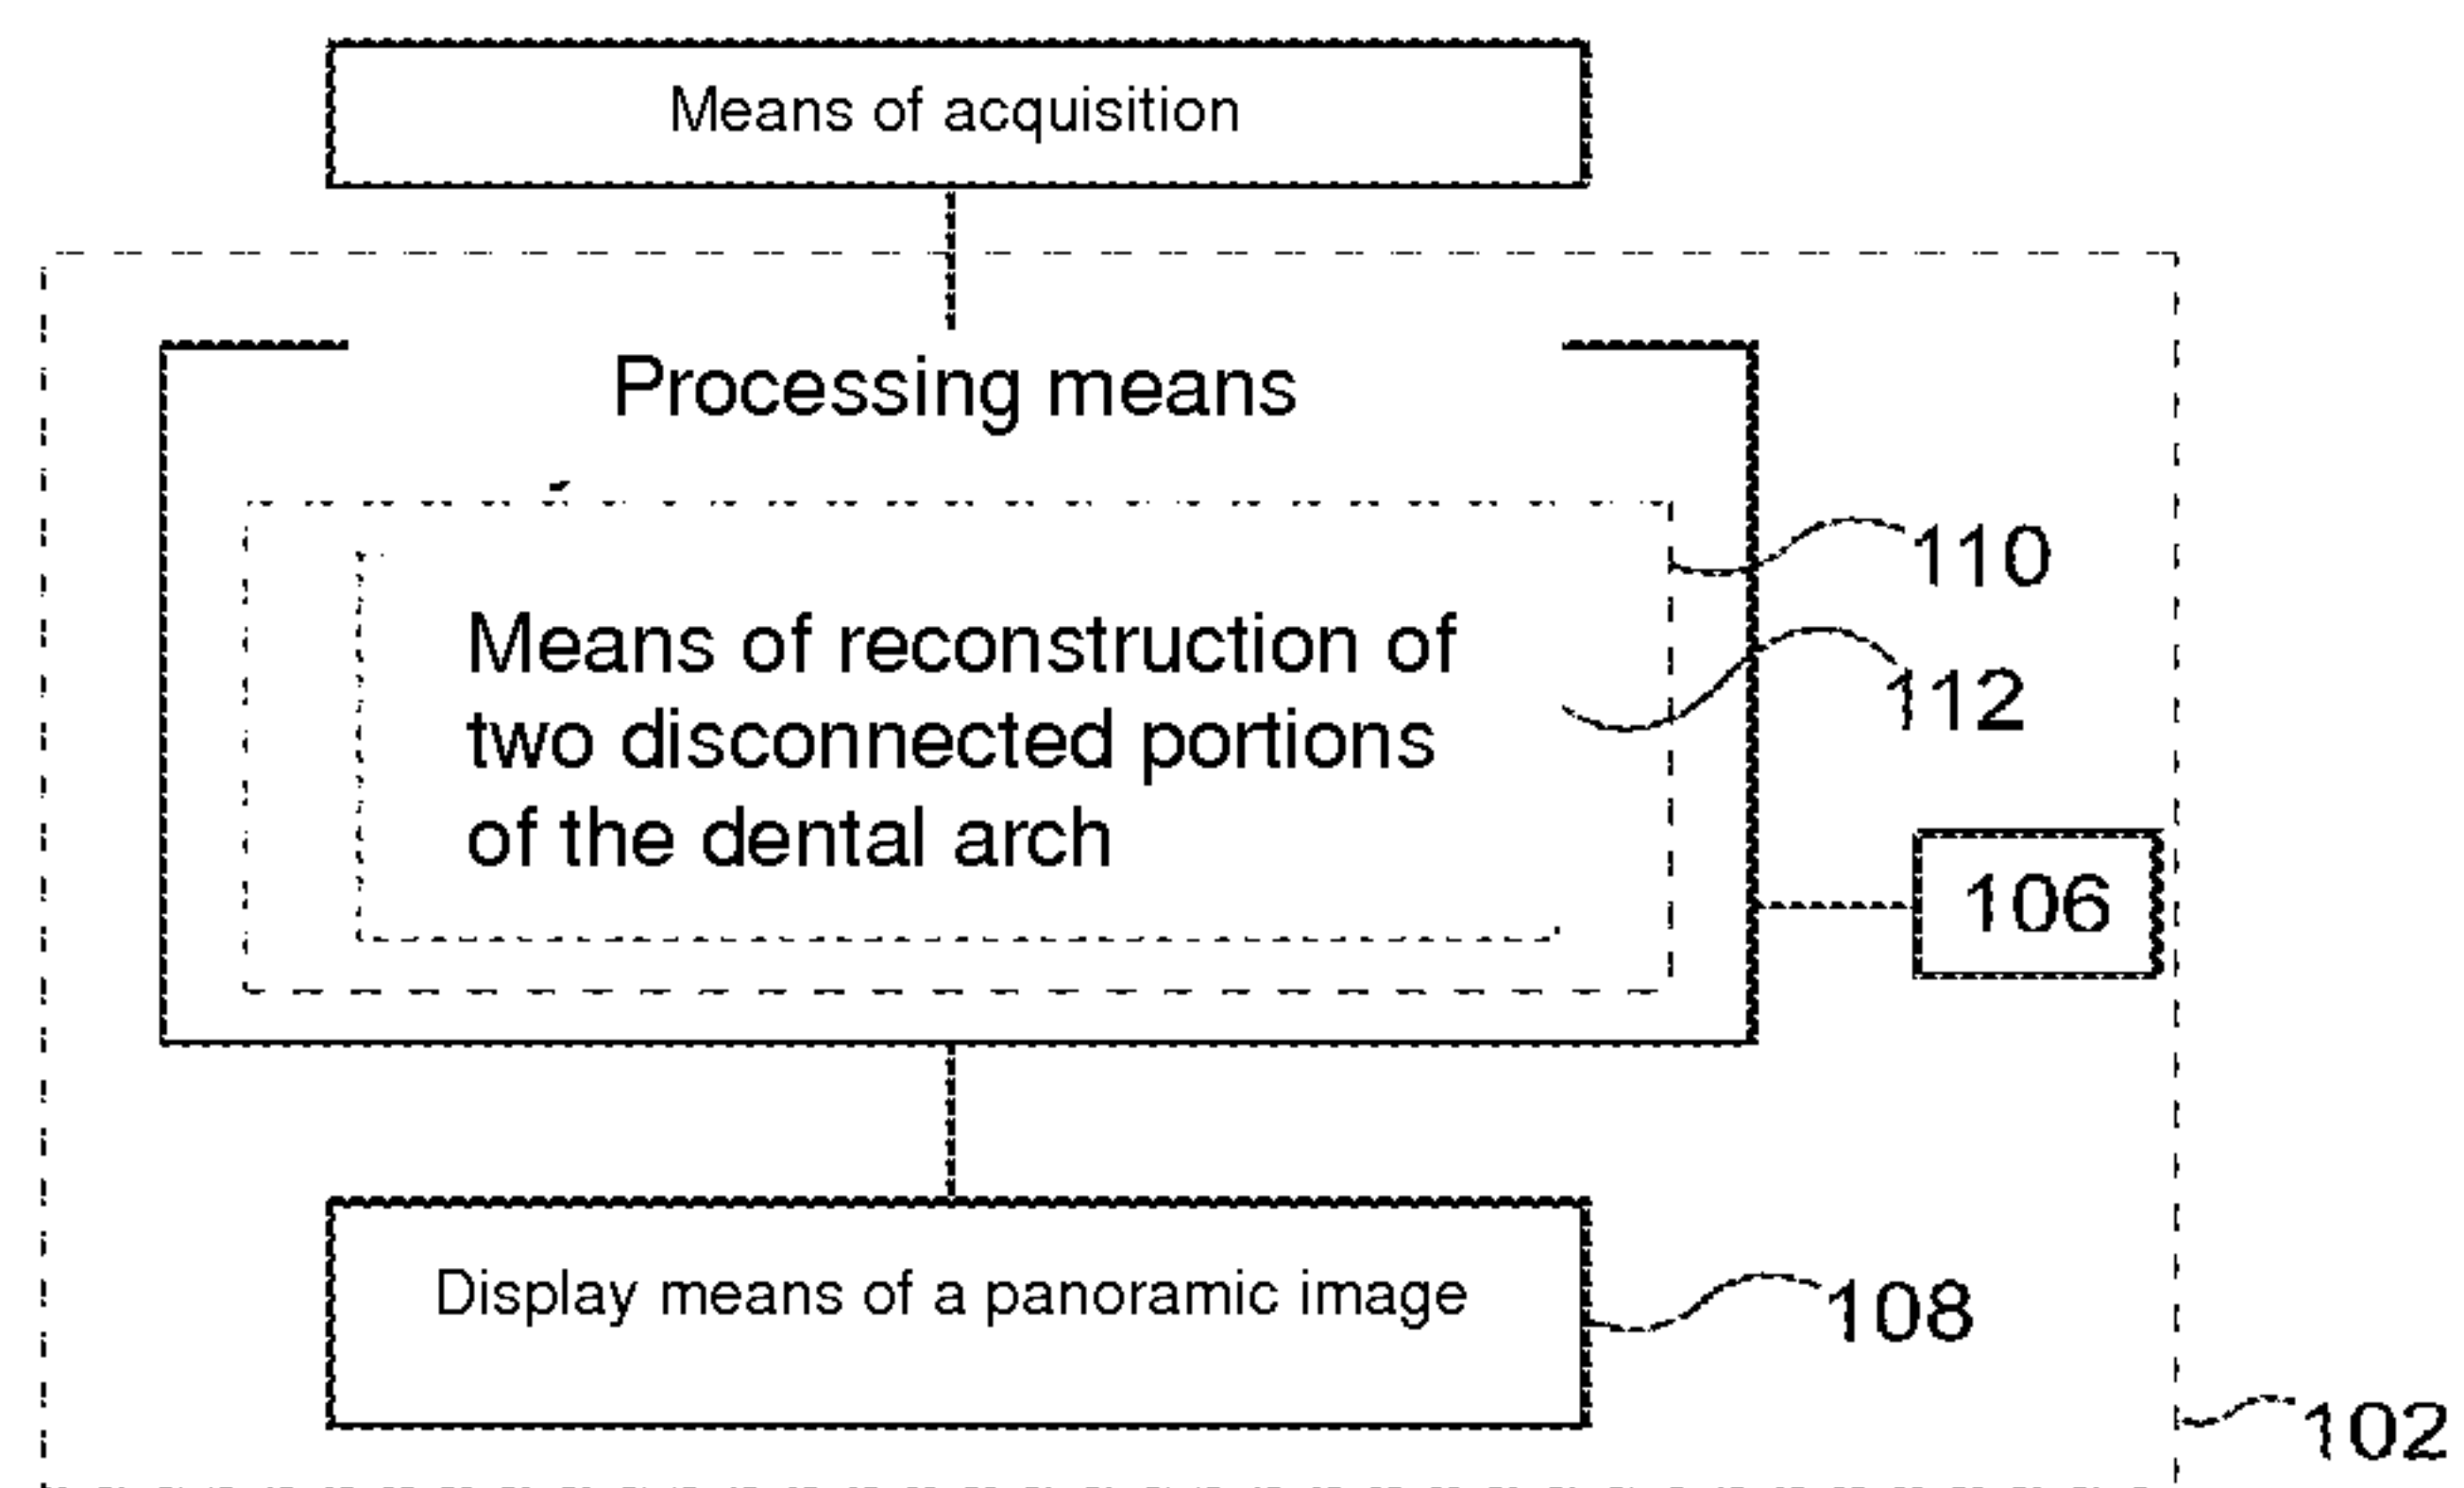 Means of acquisition
Processing means
110
Means of reconstruction of
112
two disconnected portions
of the dental arch
106
Display means of a panoramic image
108
102